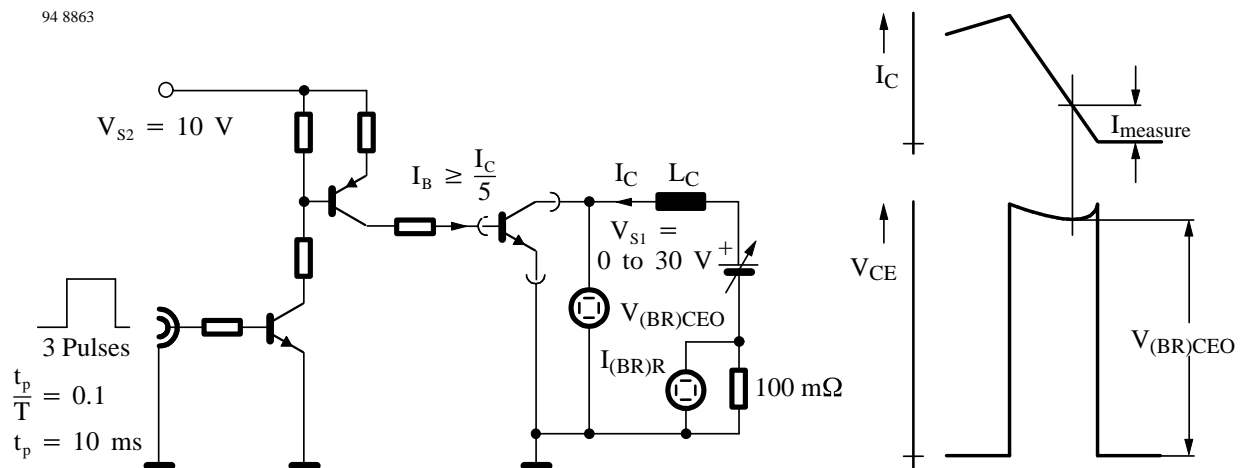 94 8863
V_S2 = 10 V
I_B ≥ I_C/5
I_C
L_C
V_S1 =
0 to 30 V
+
V_(BR)CEO
I_(BR)R
100 mΩ
3 Pulses
t_p/T = 0.1
t_p = 10 ms
I_C
I_measure
V_CE
V_(BR)CEO